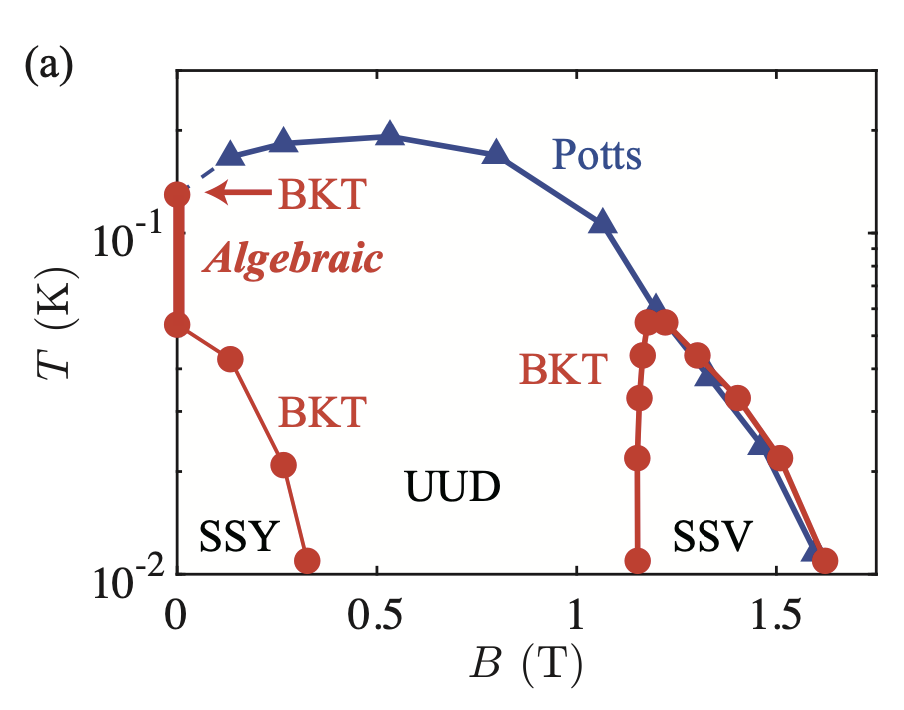 (a)
Potts
BKT
10⁻¹
Algebraic
T (K)
BKT
BKT
UUD
SSY
SSV
10⁻²
0
0.5
1
1.5
B (T)